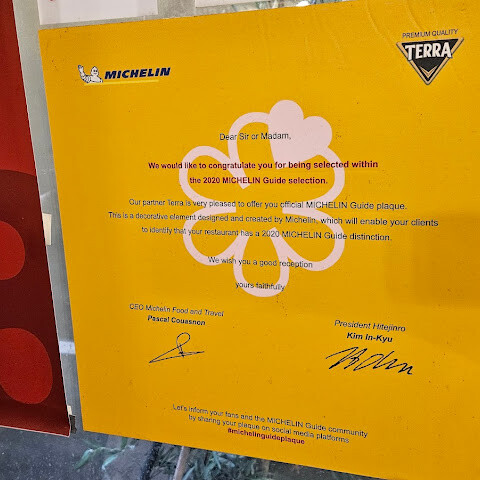 MICHELIN
PREMIUM QUALITY
TERRA
Dear Sir or Madam,
We would like to congratulate you for being selected within
the 2020 MICHELIN Guide selection.
Our partner Terra is very pleased to offer you official MICHELIN Guide plaque.
This is a decorative element designed and created by Michelin, which will enable your clients
to identify that your restaurant has a 2020 MICHELIN Guide distinction.
We wish you a good reception
yours faithfully
CEO Michelin Food and Travel
Pascal Couasnon
President Hitejinro
Kim In-Kyu
Let's inform your fans and the MICHELIN Guide community
by sharing your plaque on social media platforms
#michelinguideplaque